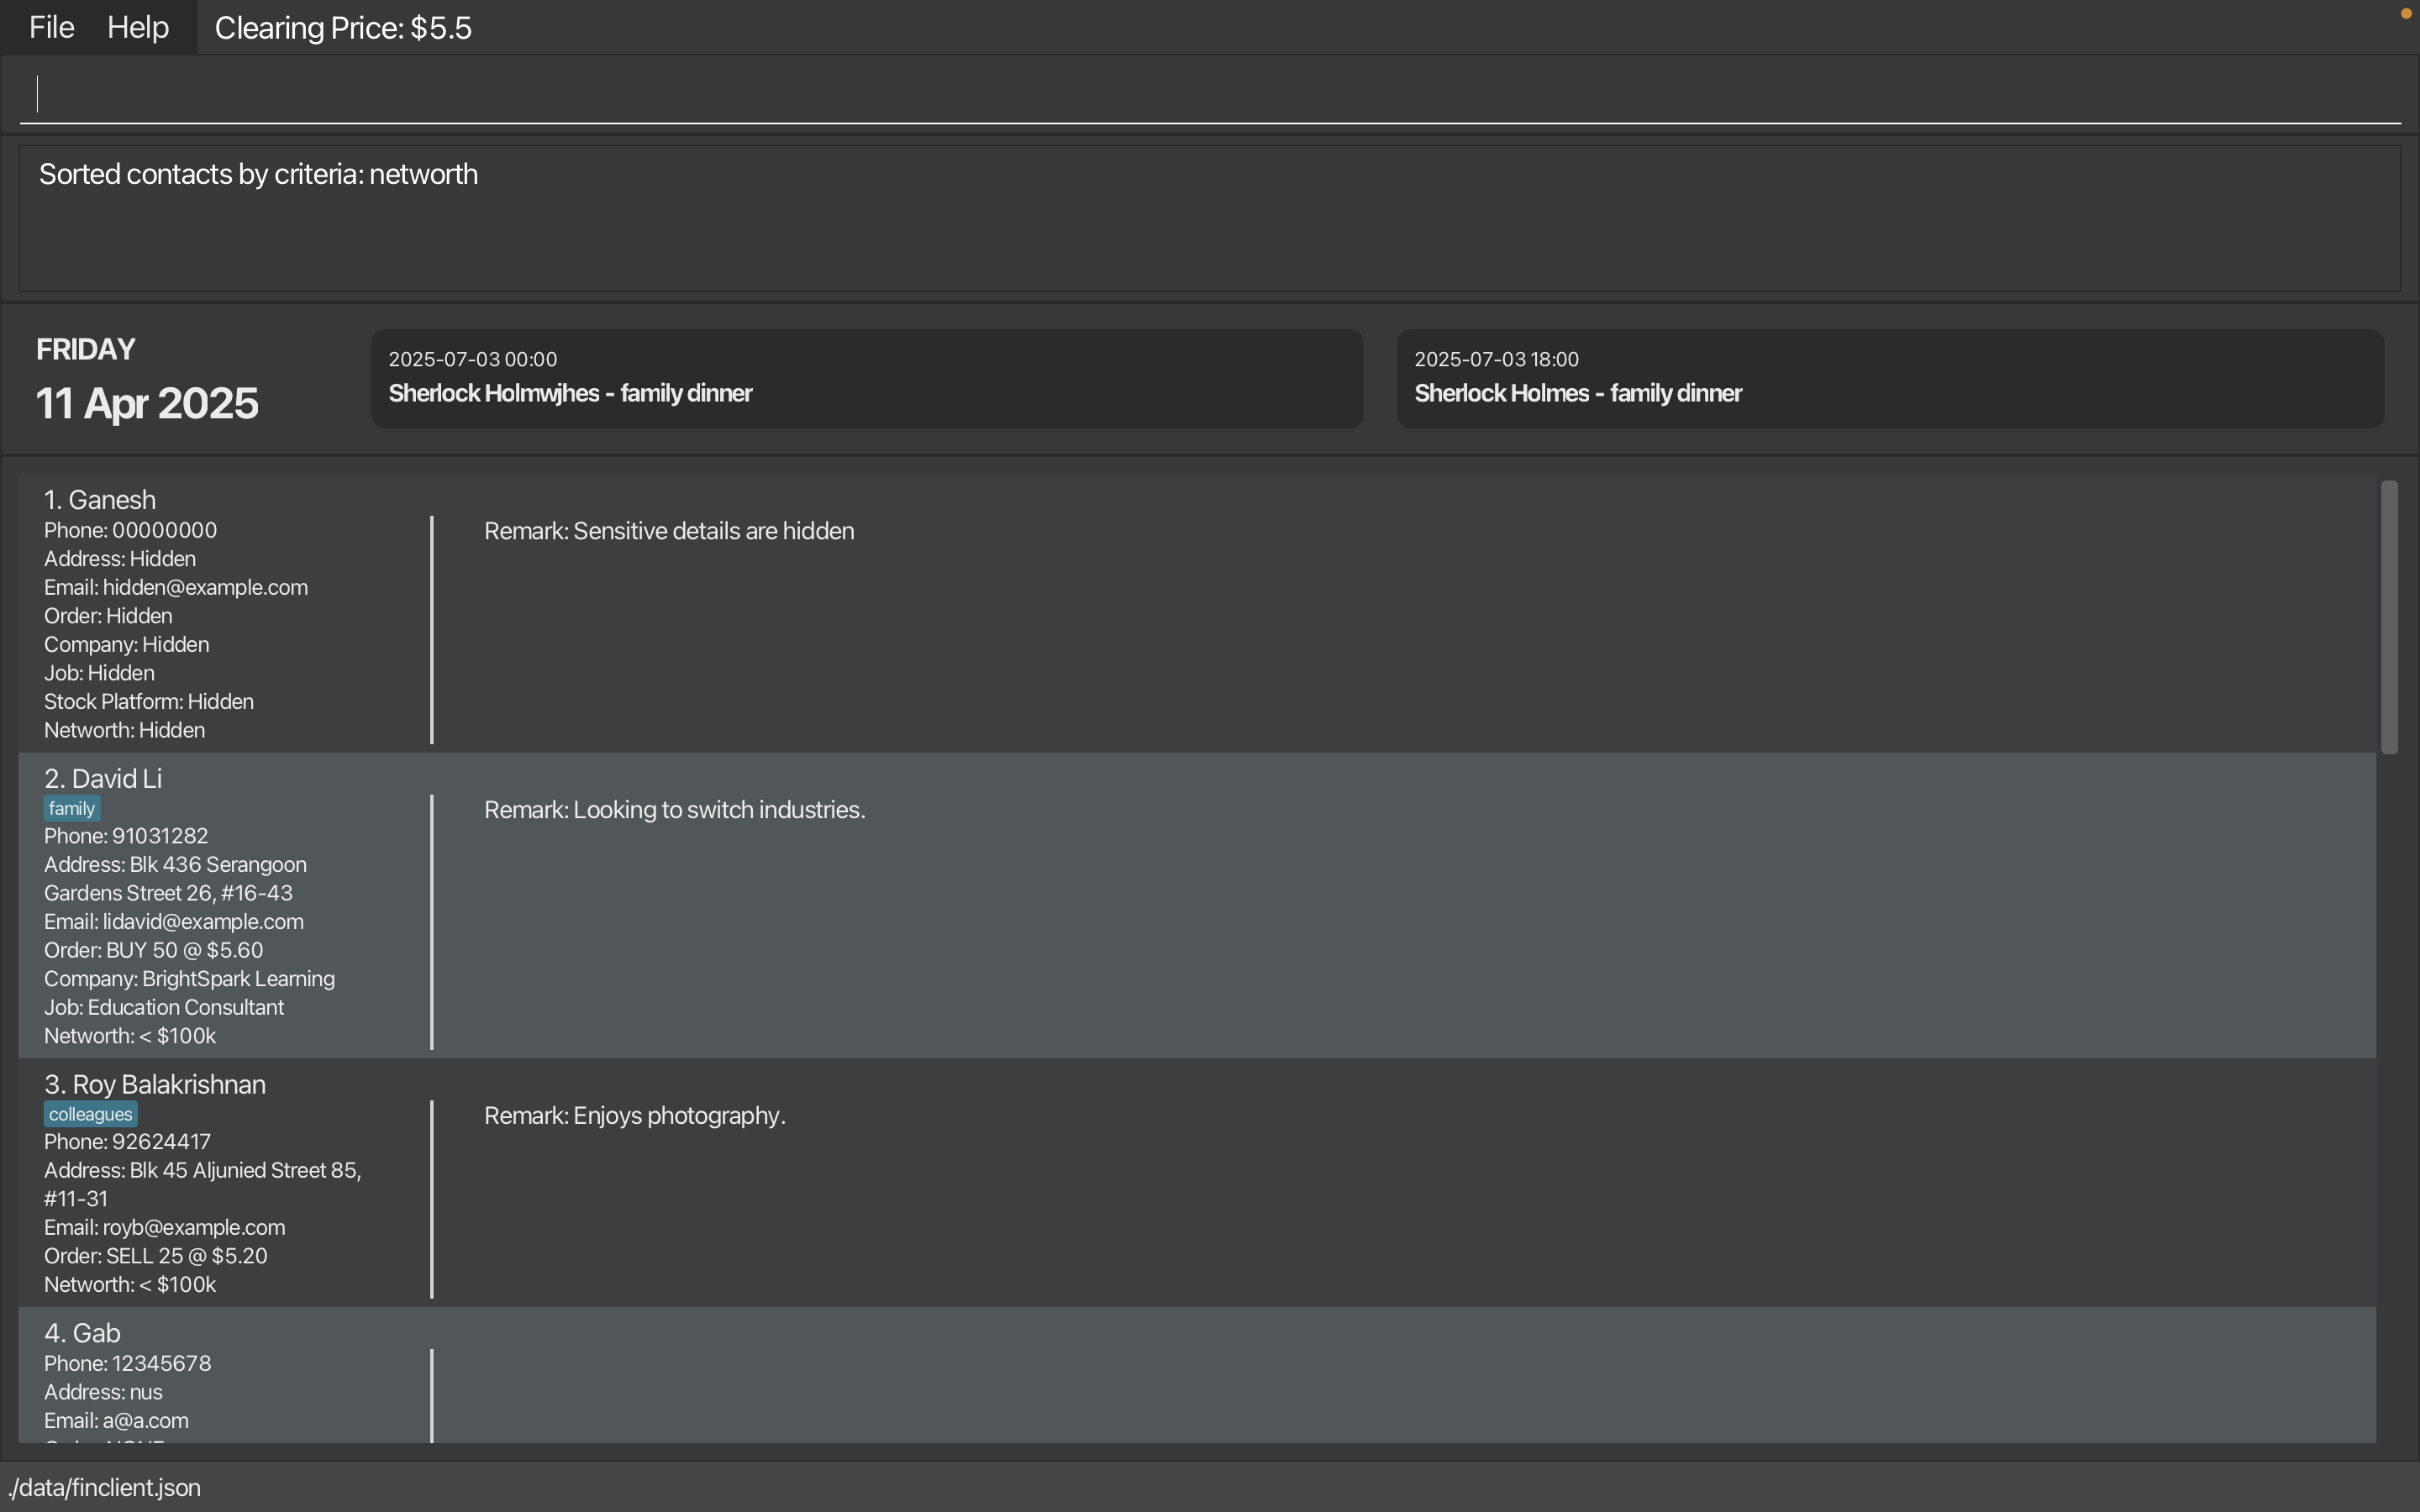 File Help Clearing Price: $5.5
Sorted contacts by criteria: networth
FRIDAY
11 Apr 2025
2025-07-03 00:00
Sherlock Holmwjhes - family dinner
2025-07-03 18:00
Sherlock Holmes - family dinner
1. Ganesh
Phone: 00000000
Address: Hidden
Email: hidden@example.com
Order: Hidden
Company: Hidden
Job: Hidden
Stock Platform: Hidden
Networth: Hidden
Remark: Sensitive details are hidden
2. David Li
family
Phone: 91031282
Address: Blk 436 Serangoon
Gardens Street 26, #16-43
Email: lidavid@example.com
Order: BUY 50 @ $5.60
Company: BrightSpark Learning
Job: Education Consultant
Networth: < $100k
Remark: Looking to switch industries.
3. Roy Balakrishnan
colleagues
Phone: 92624417
Address: Blk 45 Aljunied Street 85,
#11-31
Email: royb@example.com
Order: SELL 25 @ $5.20
Networth: < $100k
Remark: Enjoys photography.
4. Gab
Phone: 12345678
Address: nus
Email: a@a.com
./data/finclient.json